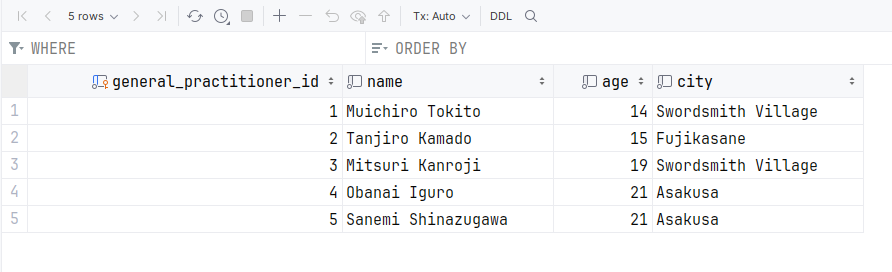 5 rows Tx: Auto DDL
WHERE ORDER BY
general_practitioner_id name age city
1 1 Muichiro Tokito 14 Swordsmith Village
2 2 Tanjiro Kamado 15 Fujikasane
3 3 Mitsuri Kanroji 19 Swordsmith Village
4 4 Obanai Iguro 21 Asakusa
5 5 Sanemi Shinazugawa 21 Asakusa